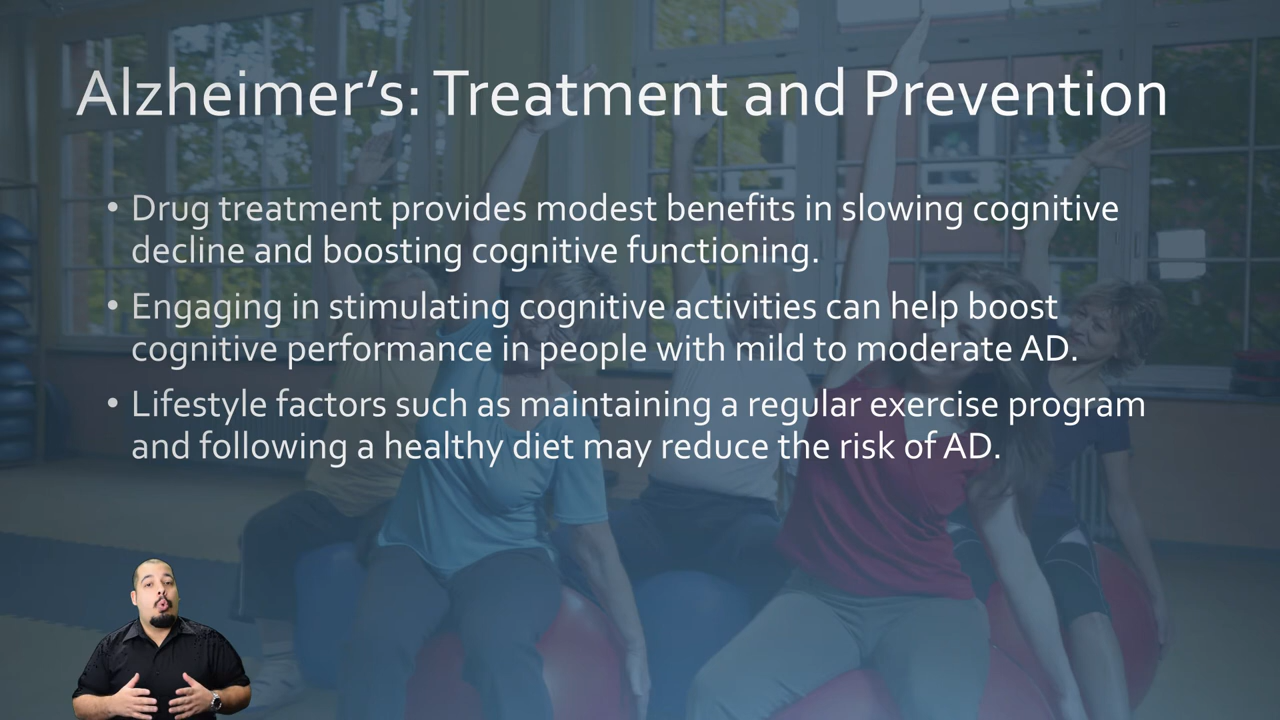 Alzheimer’s: Treatment and Prevention
• Drug treatment provides modest benefits in slowing cognitive
decline and boosting cognitive functioning.
• Engaging in stimulating cognitive activities can help boost
cognitive performance in people with mild to moderate AD.
• Lifestyle factors such as maintaining a regular exercise program
and following a healthy diet may reduce the risk of AD.